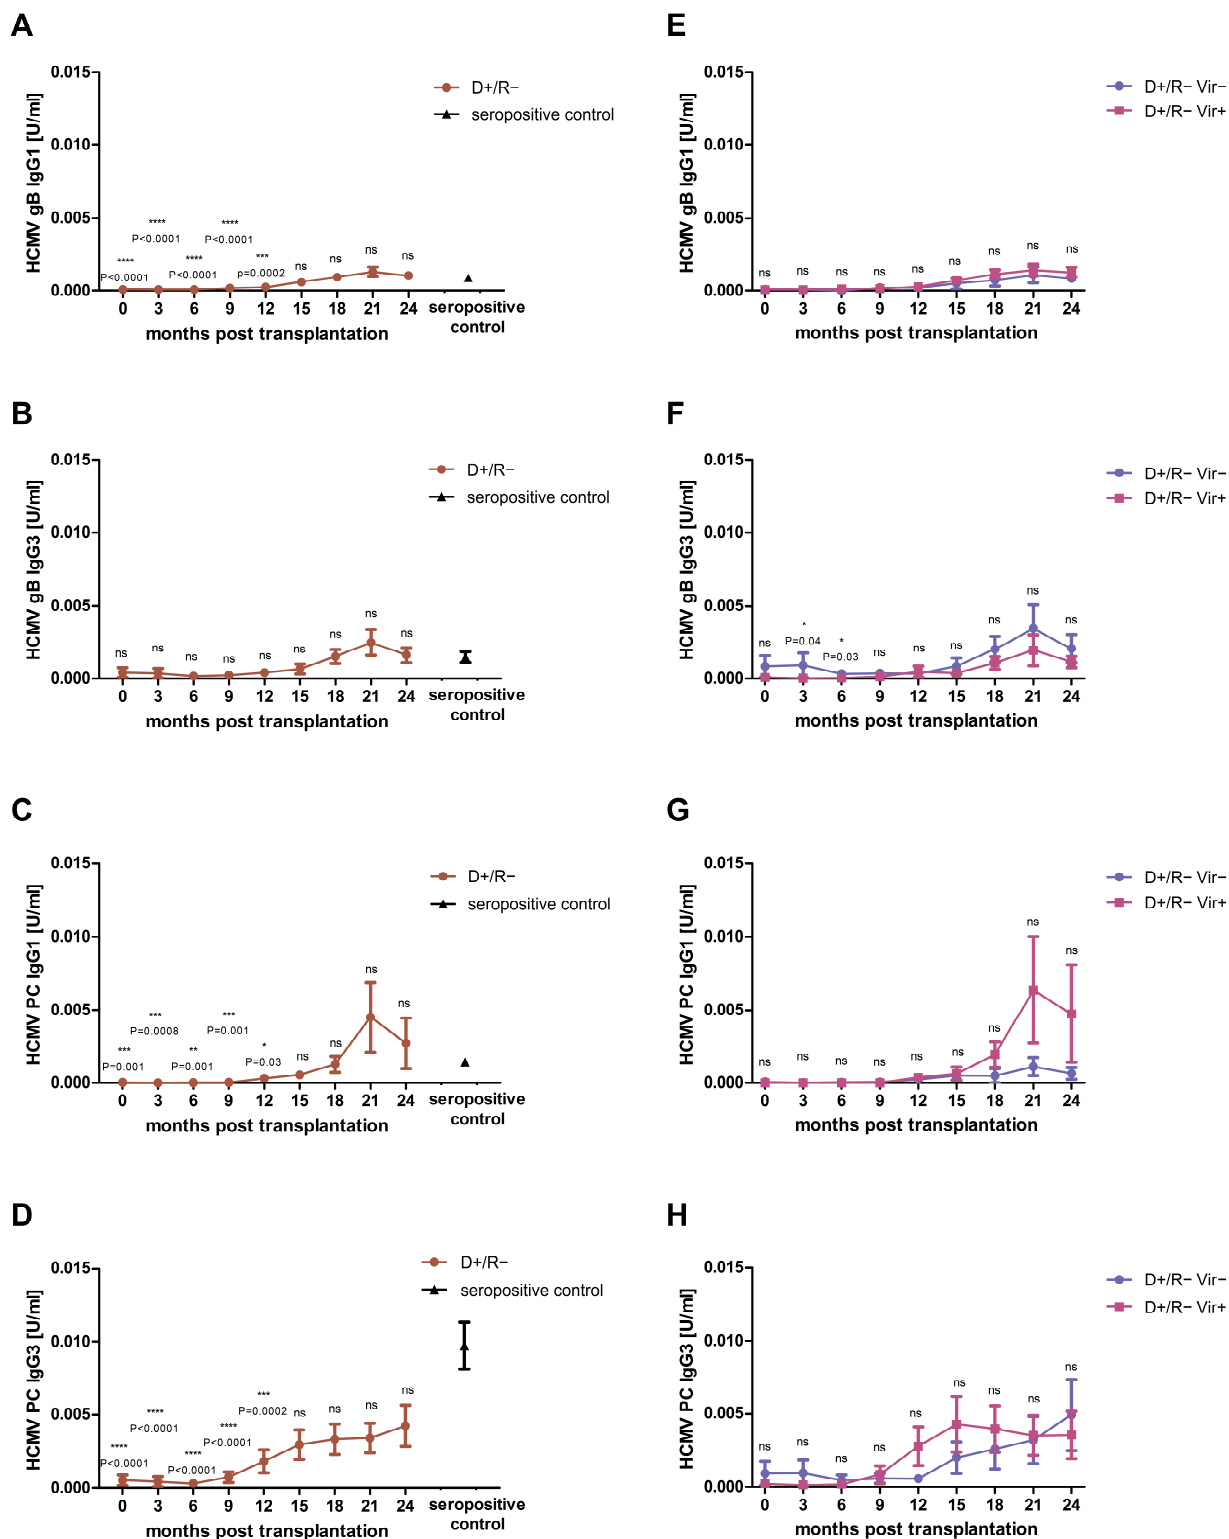 A
HCMV gB IgG1 [U/ml]
0.015
0.010
0.005
0.000
D+/R−
seropositive control
**** P<0.0001
**** P<0.0001
**** P<0.0001
**** P<0.0001
*** p=0.0002
ns ns ns ns
0 3 6 9 12 15 18 21 24
seropositive
control
months post transplantation
E
HCMV gB IgG1 [U/ml]
0.015
0.010
0.005
0.000
D+/R− Vir−
D+/R− Vir+
ns ns ns ns ns ns ns ns ns
0 3 6 9 12 15 18 21 24
months post transplantation
B
HCMV gB IgG3 [U/ml]
0.015
0.010
0.005
0.000
D+/R−
seropositive control
ns ns ns ns ns ns ns ns ns
0 3 6 9 12 15 18 21 24
seropositive
control
months post transplantation
F
HCMV gB IgG3 [U/ml]
0.015
0.010
0.005
0.000
D+/R− Vir−
D+/R− Vir+
ns
* P=0.04
* P=0.03
ns ns ns ns ns ns
0 3 6 9 12 15 18 21 24
months post transplantation
C
HCMV PC IgG1 [U/ml]
0.015
0.010
0.005
0.000
D+/R−
seropositive control
*** P=0.001
*** P=0.0008
** P=0.001
*** P=0.001
* P=0.03
ns ns ns ns
0 3 6 9 12 15 18 21 24
seropositive
control
months post transplantation
G
HCMV PC IgG1 [U/ml]
0.015
0.010
0.005
0.000
D+/R− Vir−
D+/R− Vir+
ns ns ns ns ns ns ns ns ns
0 3 6 9 12 15 18 21 24
months post transplantation
D
HCMV PC IgG3 [U/ml]
0.015
0.010
0.005
0.000
D+/R−
seropositive control
**** P<0.0001
**** P<0.0001
**** P<0.0001
**** P<0.0001
*** P=0.0002
ns ns ns ns
0 3 6 9 12 15 18 21 24
seropositive
control
months post transplantation
H
HCMV PC IgG3 [U/ml]
0.015
0.010
0.005
0.000
D+/R− Vir−
D+/R− Vir+
ns ns ns ns ns ns ns ns ns
0 3 6 9 12 15 18 21 24
months post transplantation